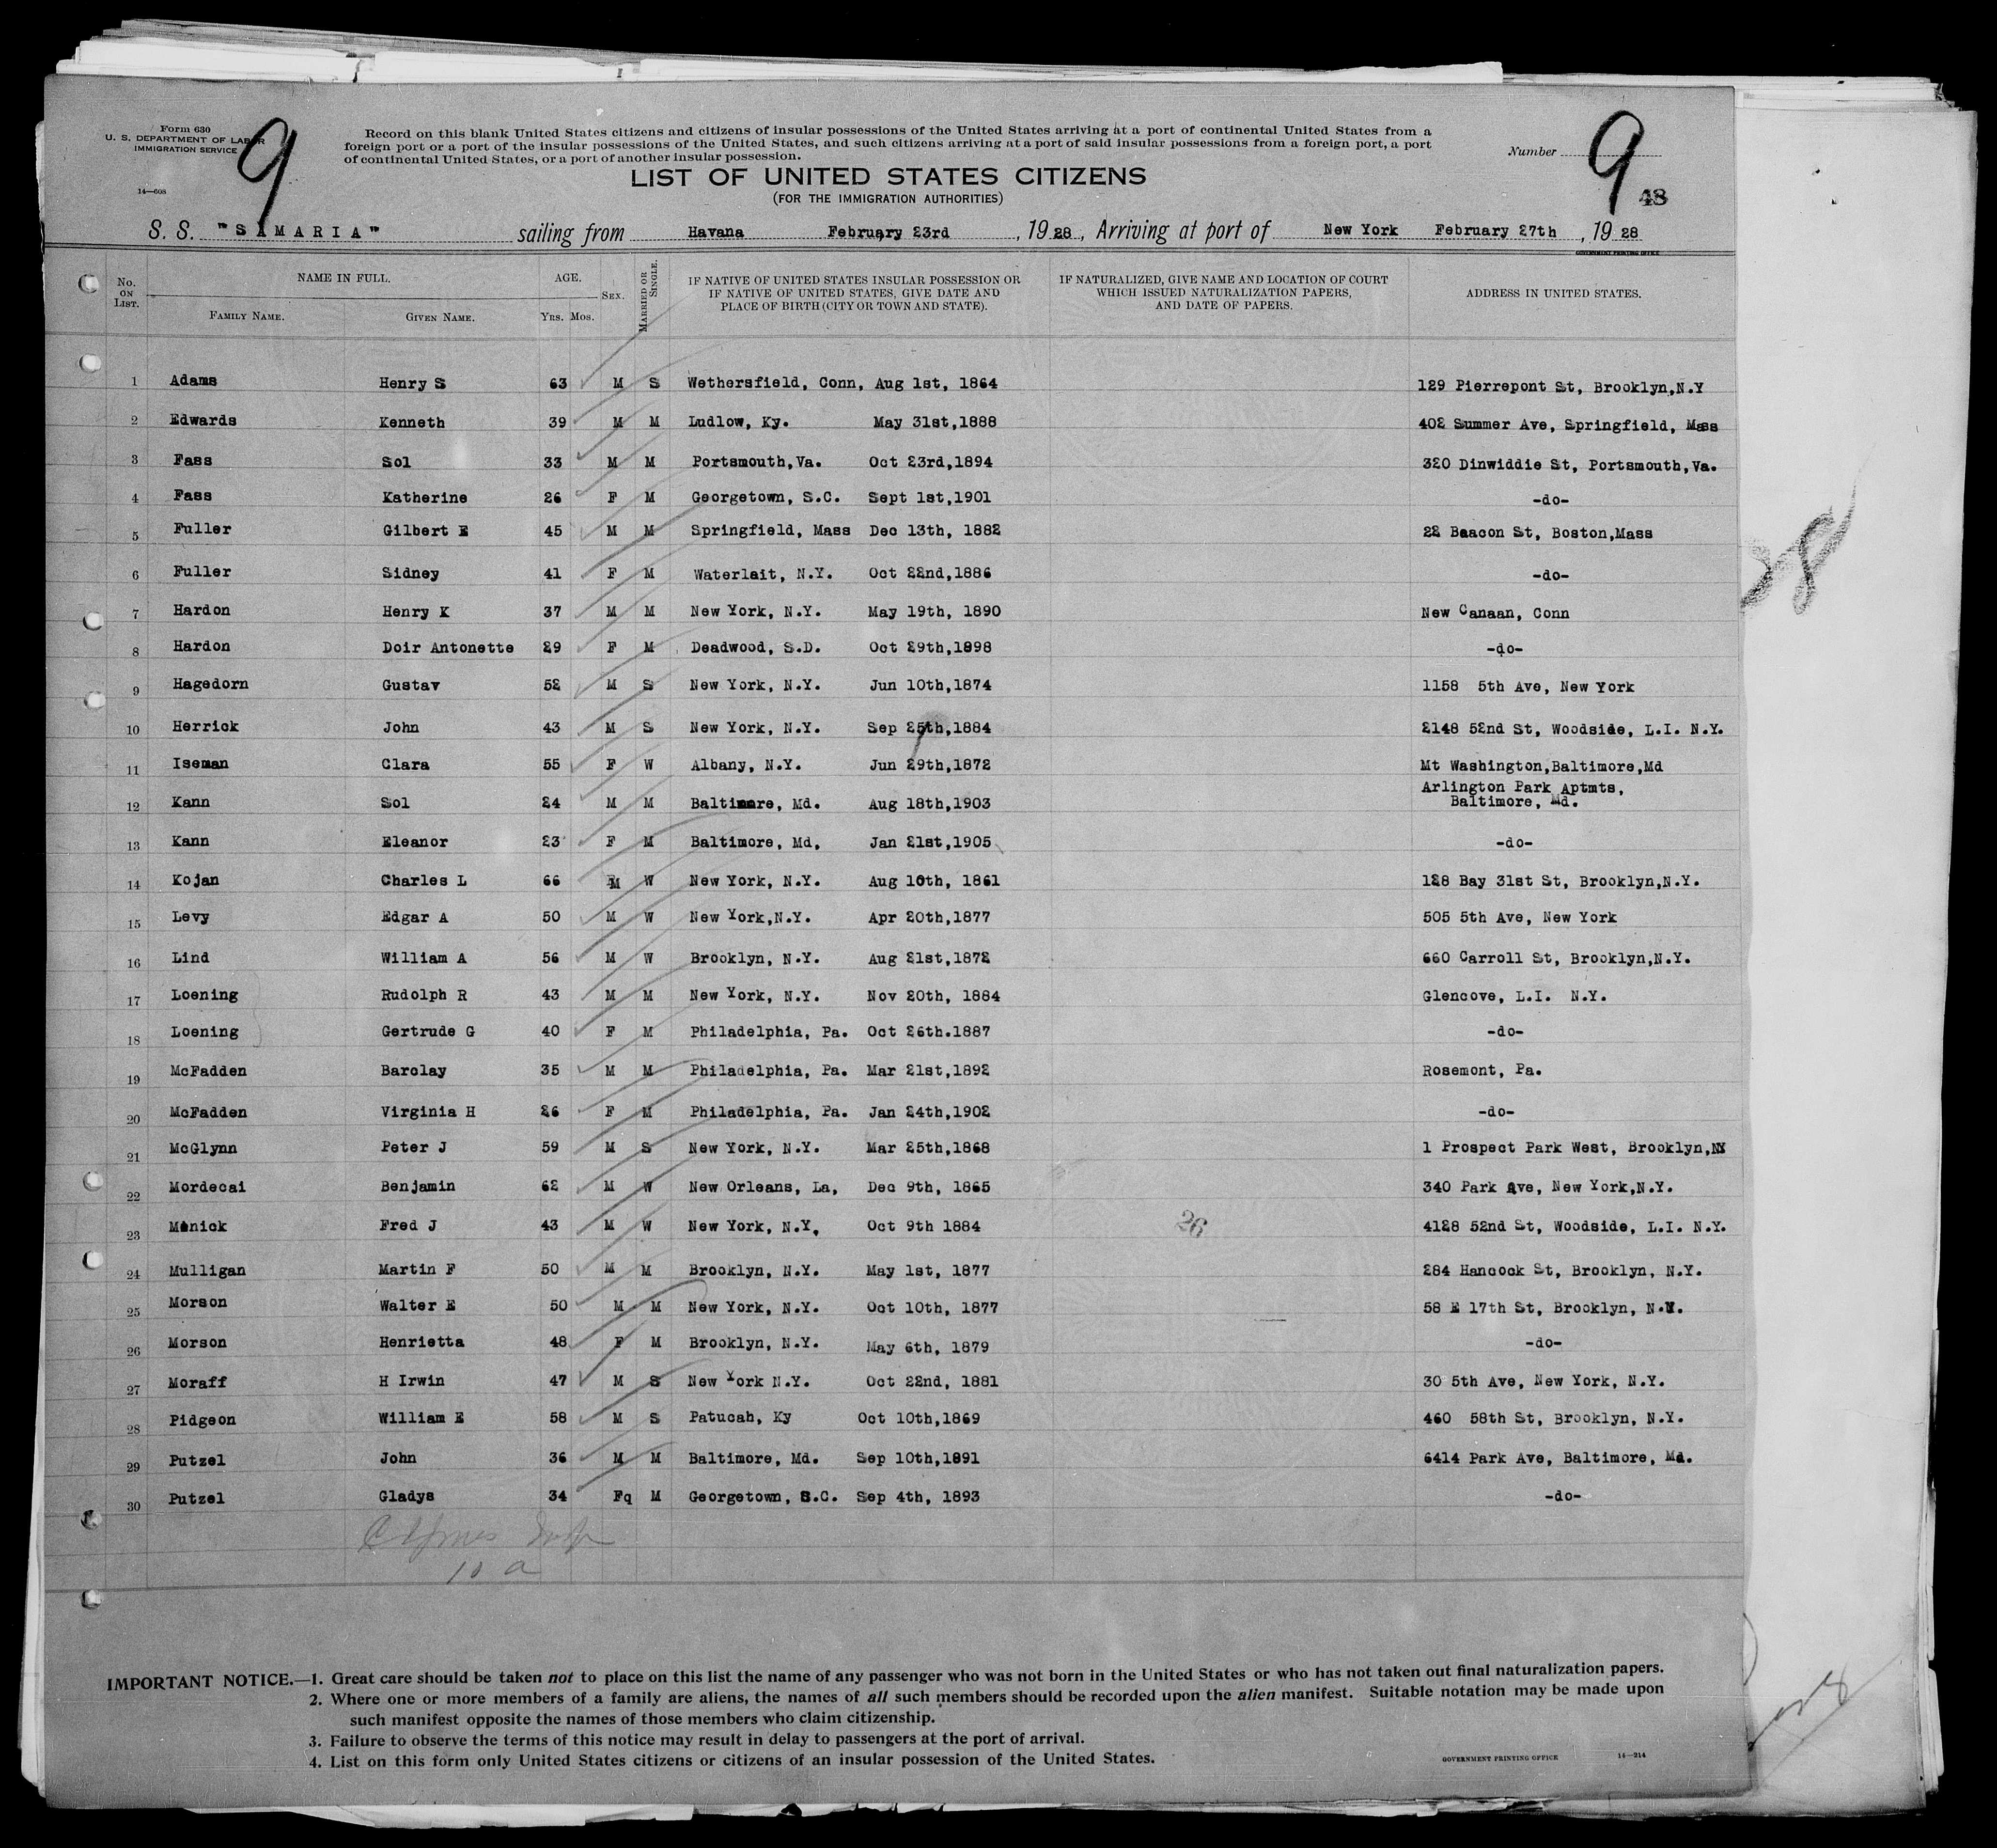 Form 630
U. S. DEPARTMENT OF LABOR
IMMIGRATION SERVICE
14—608
9
Record on this blank United States citizens and citizens of insular possessions of the United States arriving at a port of continental United States from a
foreign port or a port of the insular possessions of the United States, and such citizens arriving at a port of said insular possessions from a foreign port, a port
of continental United States, or a port of another insular possession.
Number 9
48
LIST OF UNITED STATES CITIZENS
(FOR THE IMMIGRATION AUTHORITIES)
S. S. "SAMARIA" sailing from Havana February 23rd, 1928, Arriving at port of New York February 27th, 1928
GOVERNMENT PRINTING OFFICE
No. ON LIST. NAME IN FULL. FAMILY NAME. GIVEN NAME. AGE. YRS. MOS. SEX. MARRIED OR SINGLE. IF NATIVE OF UNITED STATES INSULAR POSSESSION OR IF NATIVE OF UNITED STATES, GIVE DATE AND PLACE OF BIRTH (CITY OR TOWN AND STATE). IF NATURALIZED, GIVE NAME AND LOCATION OF COURT WHICH ISSUED NATURALIZATION PAPERS, AND DATE OF PAPERS. ADDRESS IN UNITED STATES.
1 Adams Henry S 63 M S Wethersfield, Conn, Aug 1st, 1864 129 Pierrepont St, Brooklyn,N.Y
2 Edwards Kenneth 39 M M Ludlow, Ky. May 31st,1888 402 Summer Ave, Springfield, Mass
3 Fass Sol 33 M M Portsmouth,Va. Oct 23rd,1894 320 Dinwiddie St, Portsmouth,Va.
4 Fass Katherine 26 F M Georgetown, S.C. Sept 1st,1901 -do-
5 Fuller Gilbert E 45 M M Springfield, Mass Dec 13th, 1882 22 Beacon St, Boston,Mass
6 Fuller Sidney 41 F M Waterlait, N.Y. Oct 22nd,1886 -do-
7 Hardon Henry K 37 M M New York, N.Y. May 19th, 1890 New Canaan, Conn
8 Hardon Doir Antonette 29 F M Deadwood, S.D. Oct 29th,1898 -do-
9 Hagedorn Gustav 52 M S New York, N.Y. Jun 10th,1874 1158 5th Ave, New York
10 Herrick John 43 M S New York, N.Y. Sep 25th,1884 2148 52nd St, Woodside, L.I. N.Y.
11 Iseman Clara 55 F W Albany, N.Y. Jun 29th,1872 Mt Washington,Baltimore,Md
12 Kann Sol 24 M M Baltimore, Md. Aug 18th,1903 Arlington Park Aptmts,
Baltimore, Md.
13 Kann Eleanor 23 F M Baltimore, Md, Jan 21st,1905 -do-
14 Kojan Charles L 66 M W New York, N.Y. Aug 10th, 1861 128 Bay 31st St, Brooklyn,N.Y.
15 Levy Edgar A 50 M W New York,N.Y. Apr 20th,1877 505 5th Ave, New York
16 Lind William A 56 M W Brooklyn, N.Y. Aug 21st,1872 660 Carroll St, Brooklyn,N.Y.
17 Loening Rudolph R 43 M M New York, N.Y. Nov 20th, 1884 Glencove, L.I. N.Y.
18 Loening Gertrude G 40 F M Philadelphia, Pa. Oct 26th.1887 -do-
19 McFadden Barclay 35 M M Philadelphia, Pa. Mar 21st,1892 Rosemont, Pa.
20 McFadden Virginia H 26 F M Philadelphia, Pa. Jan 24th,1902 -do-
21 McGlynn Peter J 59 M S New York, N.Y. Mar 25th,1868 1 Prospect Park West, Brooklyn,NY
22 Mordecai Benjamin 62 M W New Orleans, La, Dec 9th, 1865 340 Park Ave, New York,N.Y.
23 Minick Fred J 43 M W New York, N.Y, Oct 9th 1884 26 4128 52nd St, Woodside, L.I. N.Y.
24 Mulligan Martin F 50 M M Brooklyn, N.Y. May 1st, 1877 284 Hancock St, Brooklyn, N.Y.
25 Morson Walter E 50 M M New York, N.Y. Oct 10th, 1877 58 E 17th St, Brooklyn, N.Y.
26 Morson Henrietta 48 F M Brooklyn, N.Y. May 6th, 1879 -do-
27 Moraff H Irwin 47 M S New York N.Y. Oct 22nd, 1881 30 5th Ave, New York, N.Y.
28 Pidgeon William E 58 M S Patucah, Ky Oct 10th,1869 460 58th St, Brooklyn, N.Y.
29 Putzel John 36 M M Baltimore, Md. Sep 10th,1891 6414 Park Ave, Baltimore, Md.
30 Putzel Gladys 34 Fq M Georgetown, S.C. Sep 4th, 1893 -do-
10 a
IMPORTANT NOTICE.—1. Great care should be taken not to place on this list the name of any passenger who was not born in the United States or who has not taken out final naturalization papers.
2. Where one or more members of a family are aliens, the names of all such members should be recorded upon the alien manifest. Suitable notation may be made upon
such manifest opposite the names of those members who claim citizenship.
3. Failure to observe the terms of this notice may result in delay to passengers at the port of arrival.
4. List on this form only United States citizens or citizens of an insular possession of the United States.
GOVERNMENT PRINTING OFFICE 14—214